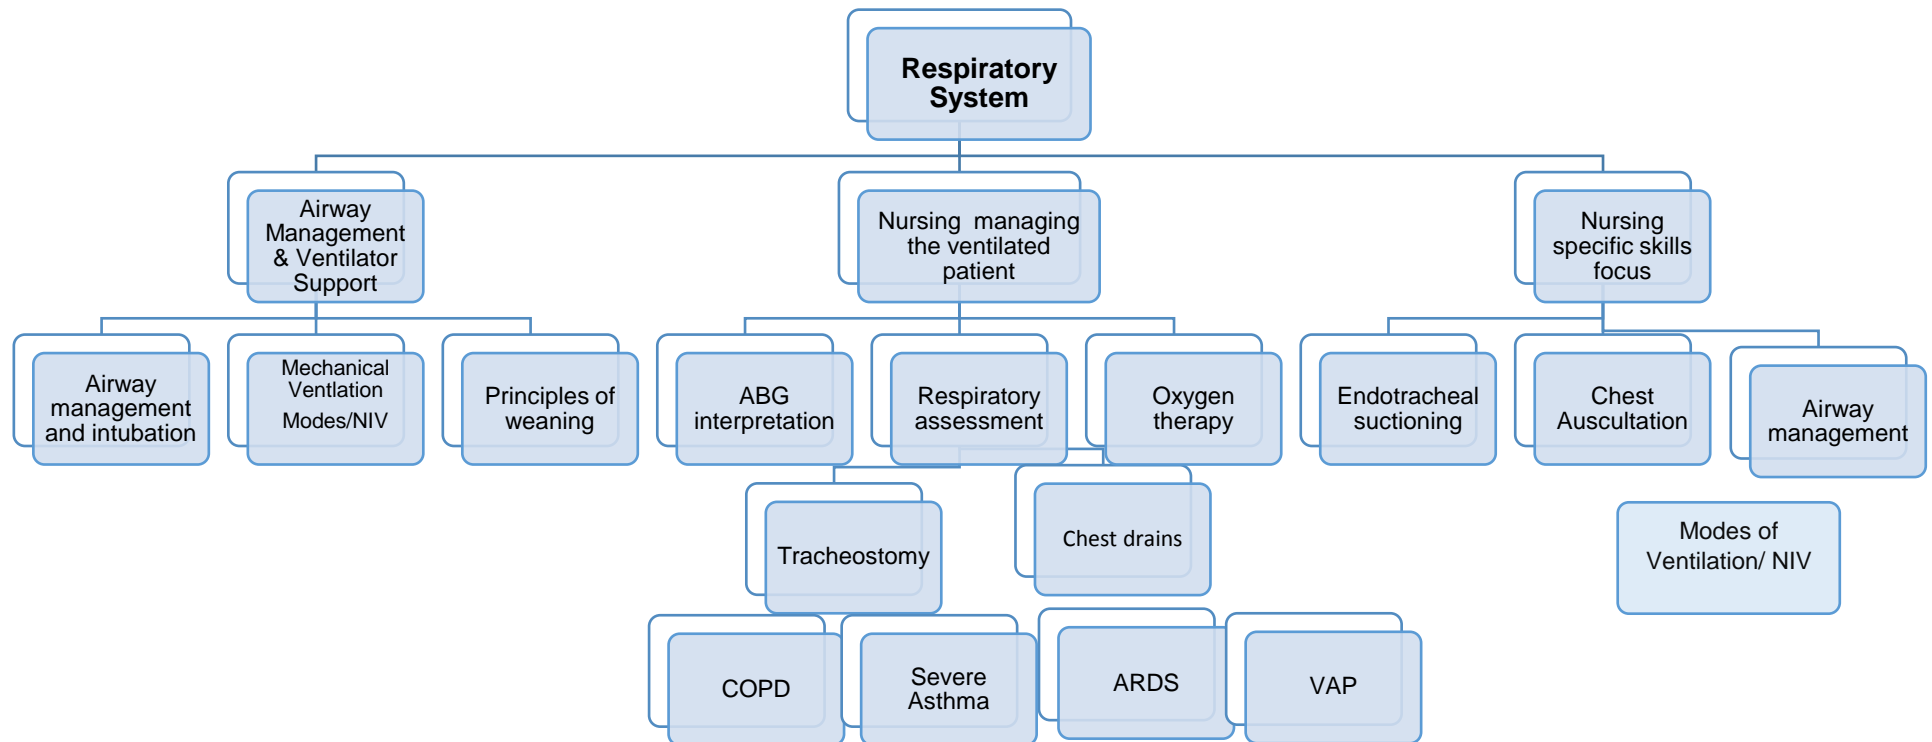 Respiratory
System
Airway
Management
& Ventilator
Support
Nursing  managing
the ventilated
patient
Nursing
specific skills
focus
Airway
management
and intubation
Mechanical
Ventlation
Modes/NIV
Principles of
weaning
ABG
interpretation
Respiratory
assessment
Oxygen
therapy
Endotracheal
suctioning
Chest
Auscultation
Airway
management
Tracheostomy
Chest drains
Modes of
Ventilation/ NIV
COPD
Severe
Asthma
ARDS
VAP